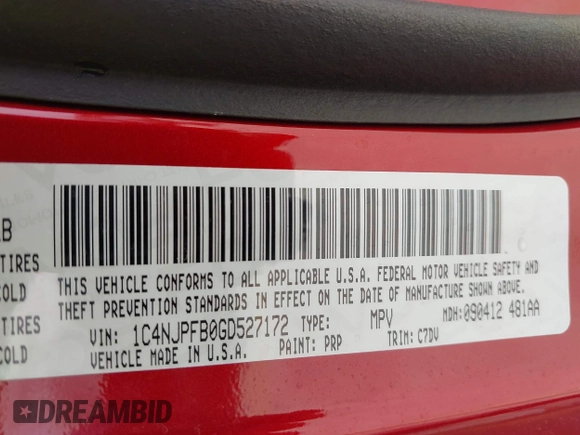 B
TIRES
COLD
TIRES
COLD
THIS VEHICLE CONFORMS TO ALL APPLICABLE U.S.A. FEDERAL MOTOR VEHICLE SAFETY AND
THEFT PREVENTION STANDARDS IN EFFECT ON THE DATE OF MANUFACTURE SHOWN ABOVE.
VIN: 1C4NJPFB0GD527172 TYPE: MPV MDH: 090412 481AA
VEHICLE MADE IN U.S.A. PAINT: PRP TRIM: C7DV
DREAMBID